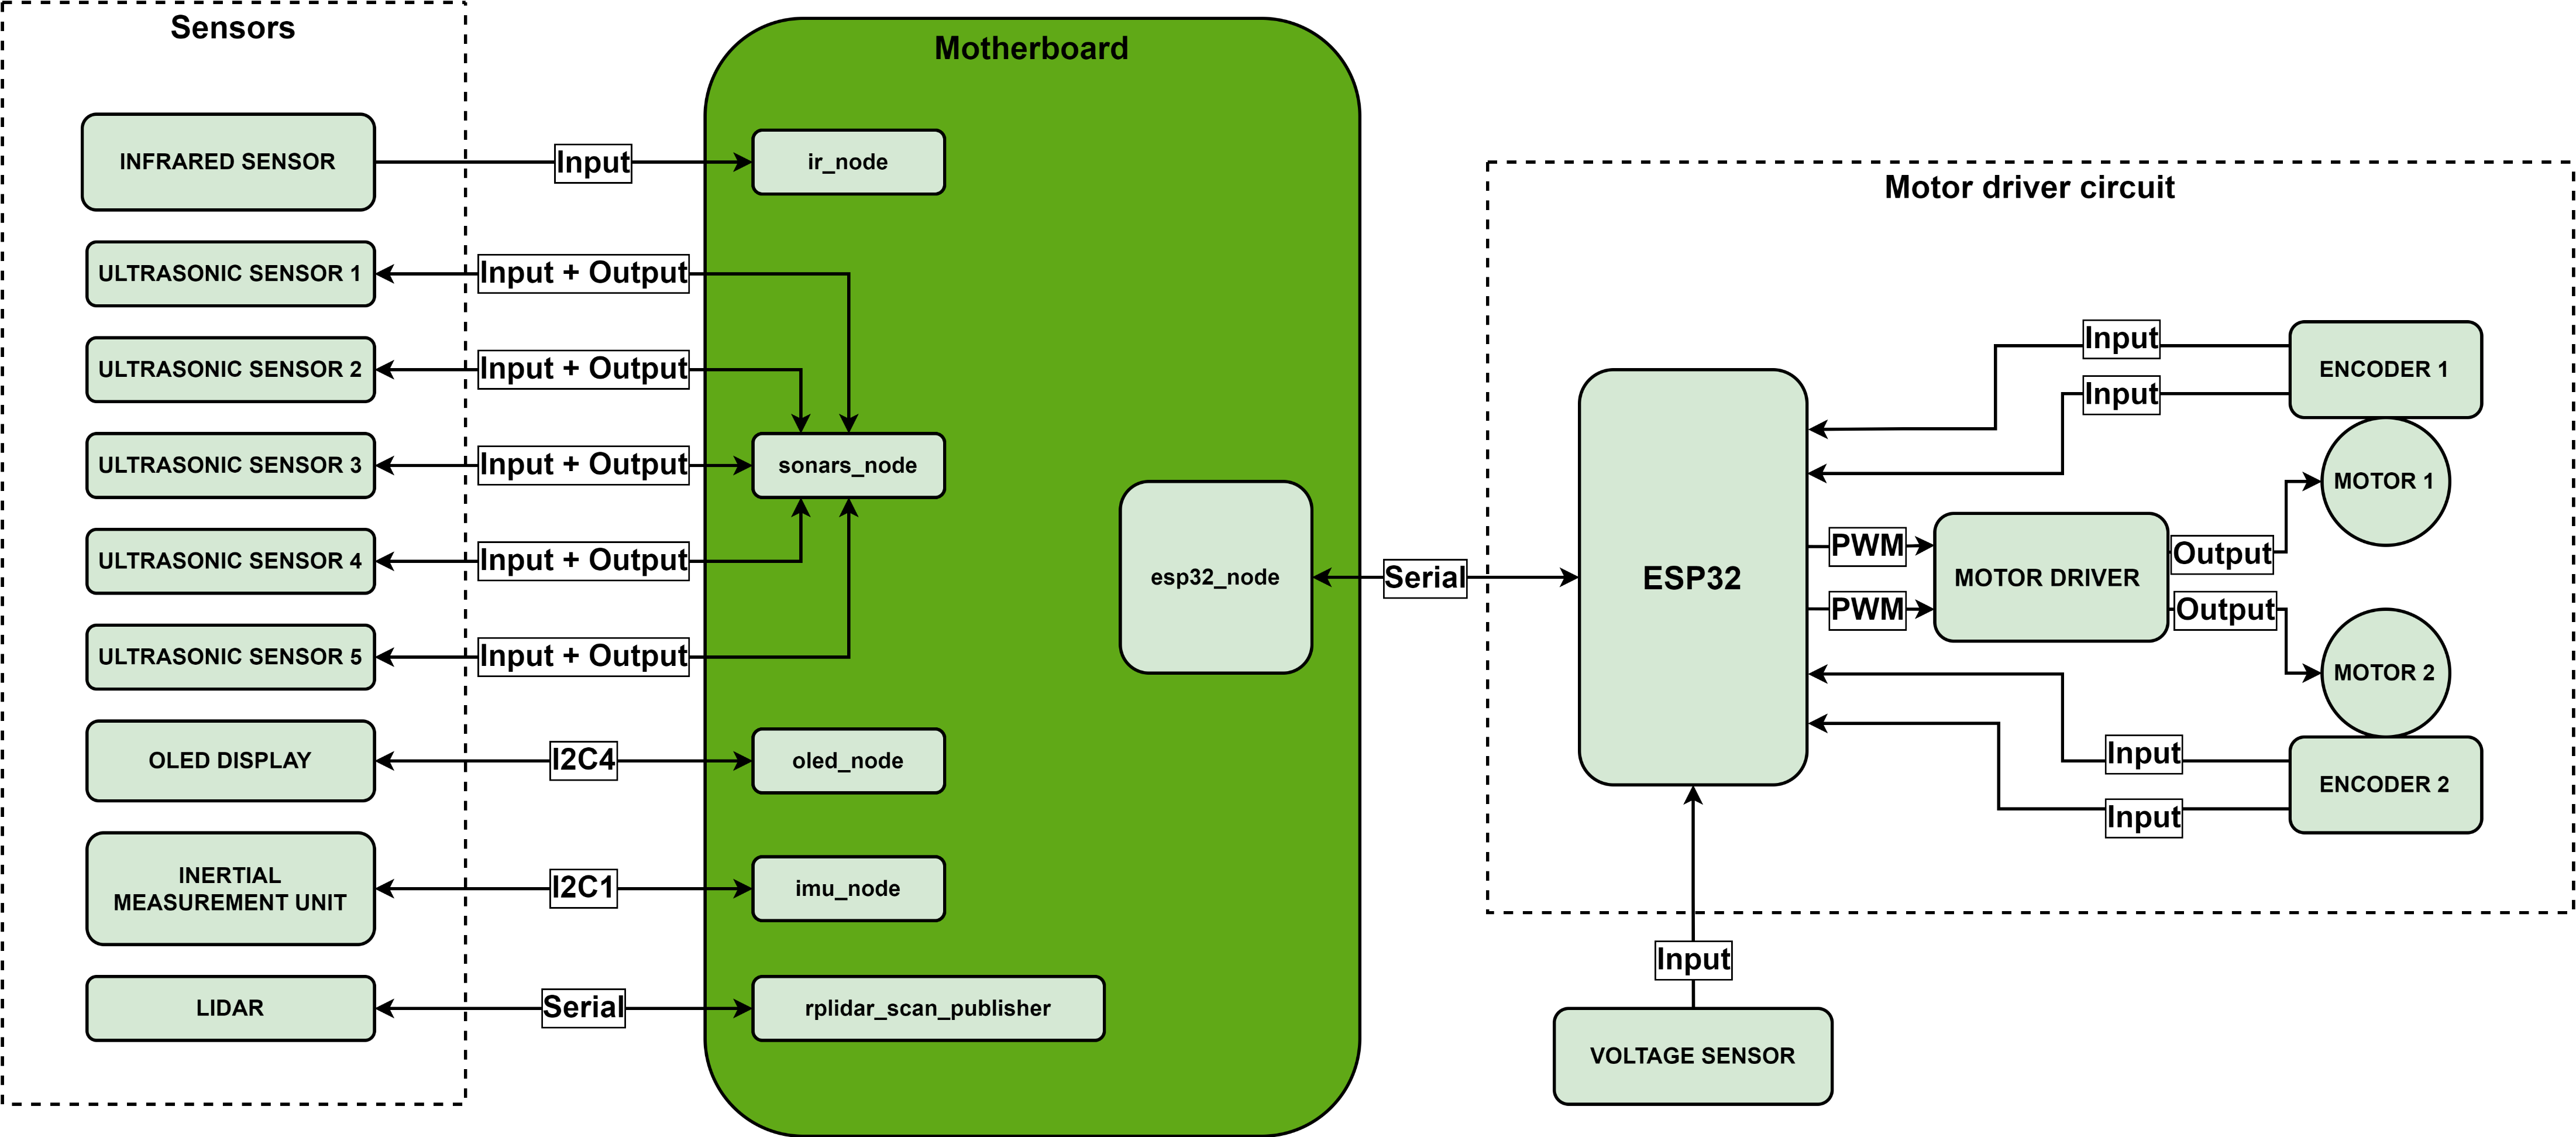 Sensors
INFRARED SENSOR
ULTRASONIC SENSOR 1
ULTRASONIC SENSOR 2
ULTRASONIC SENSOR 3
ULTRASONIC SENSOR 4
ULTRASONIC SENSOR 5
OLED DISPLAY
INERTIAL
MEASUREMENT UNIT
LIDAR
Input
Input + Output
Input + Output
Input + Output
Input + Output
Input + Output
I2C4
I2C1
Serial
Motherboard
ir_node
sonars_node
oled_node
imu_node
rplidar_scan_publisher
esp32_node
Serial
Motor driver circuit
ESP32
Input
Input
PWM
PWM
MOTOR DRIVER
Output
Output
Input
Input
ENCODER 1
MOTOR 1
MOTOR 2
ENCODER 2
Input
VOLTAGE SENSOR